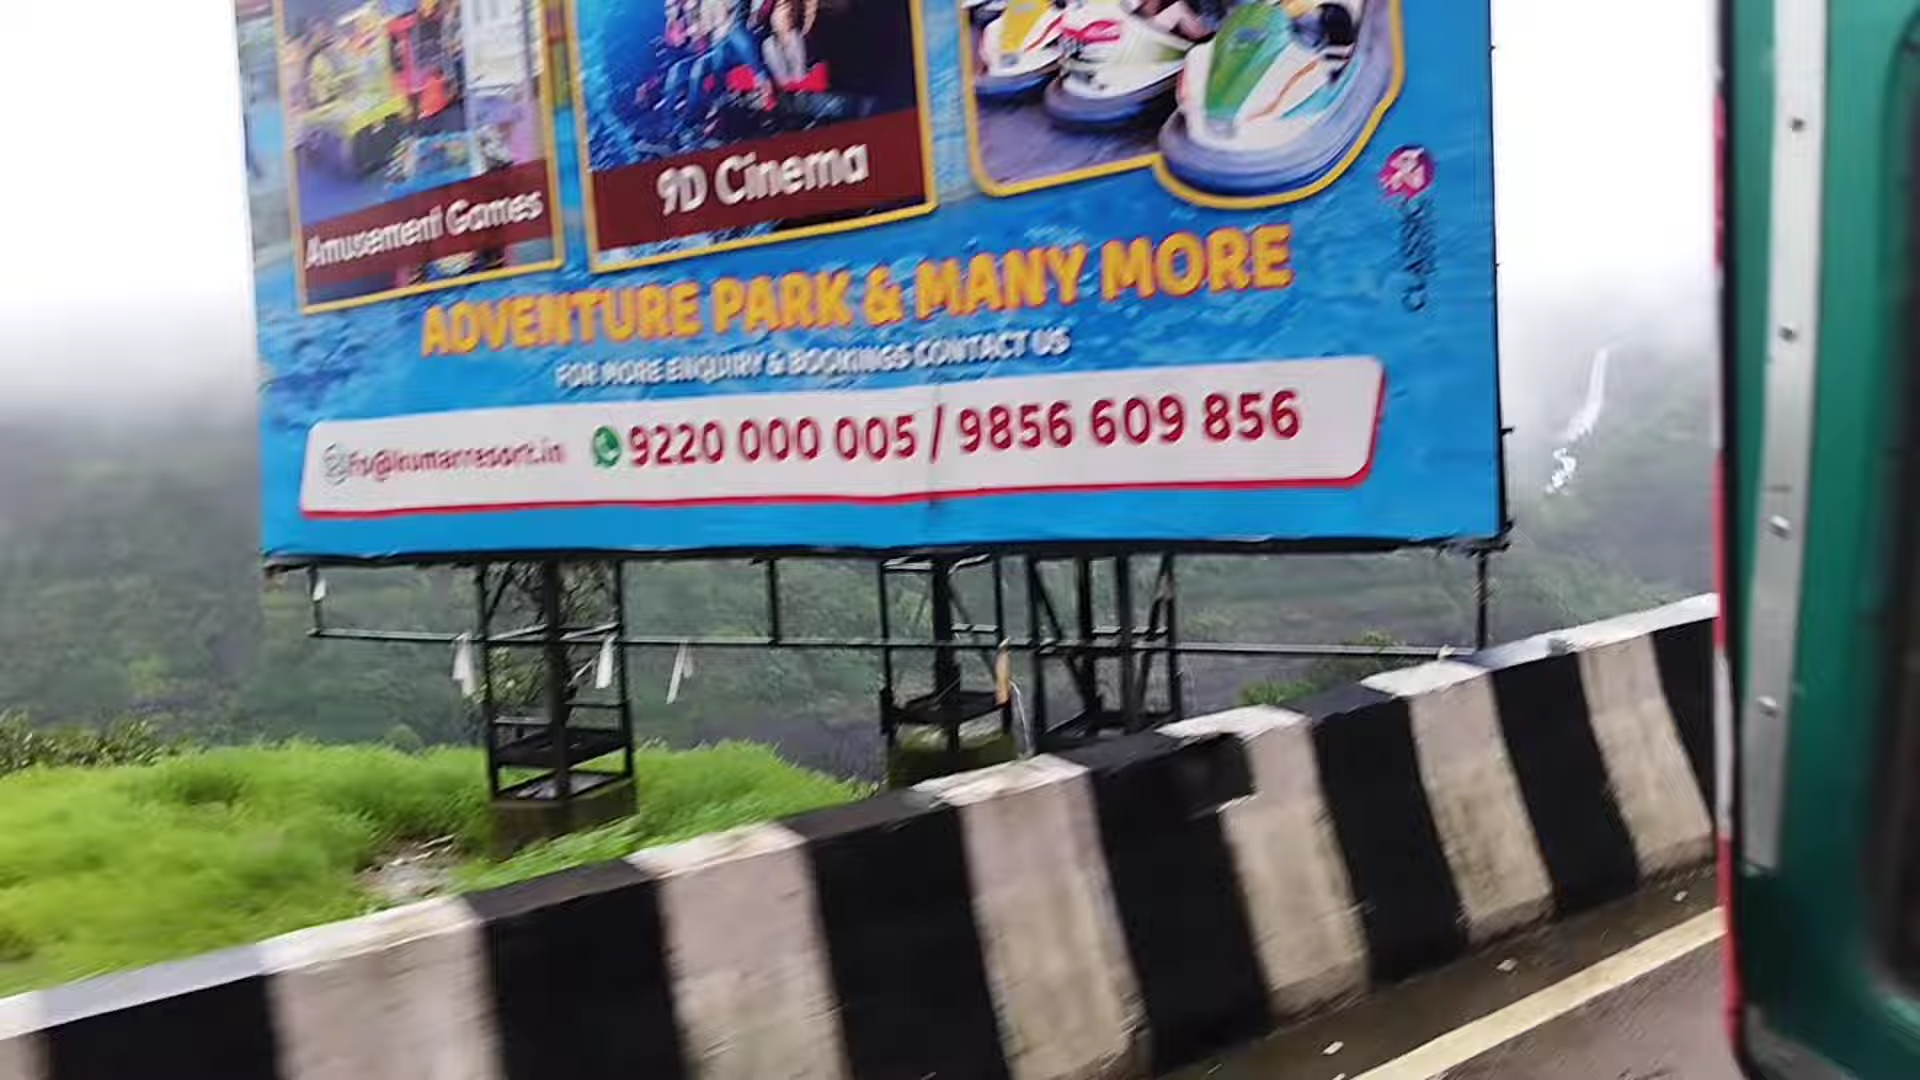 Amusement Games
9D Cinema
ADVENTURE PARK & MANY MORE
FOR MORE ENQUIRY & BOOKINGS CONTACT US
9220 000 005 / 9856 609 856
CLASSIC